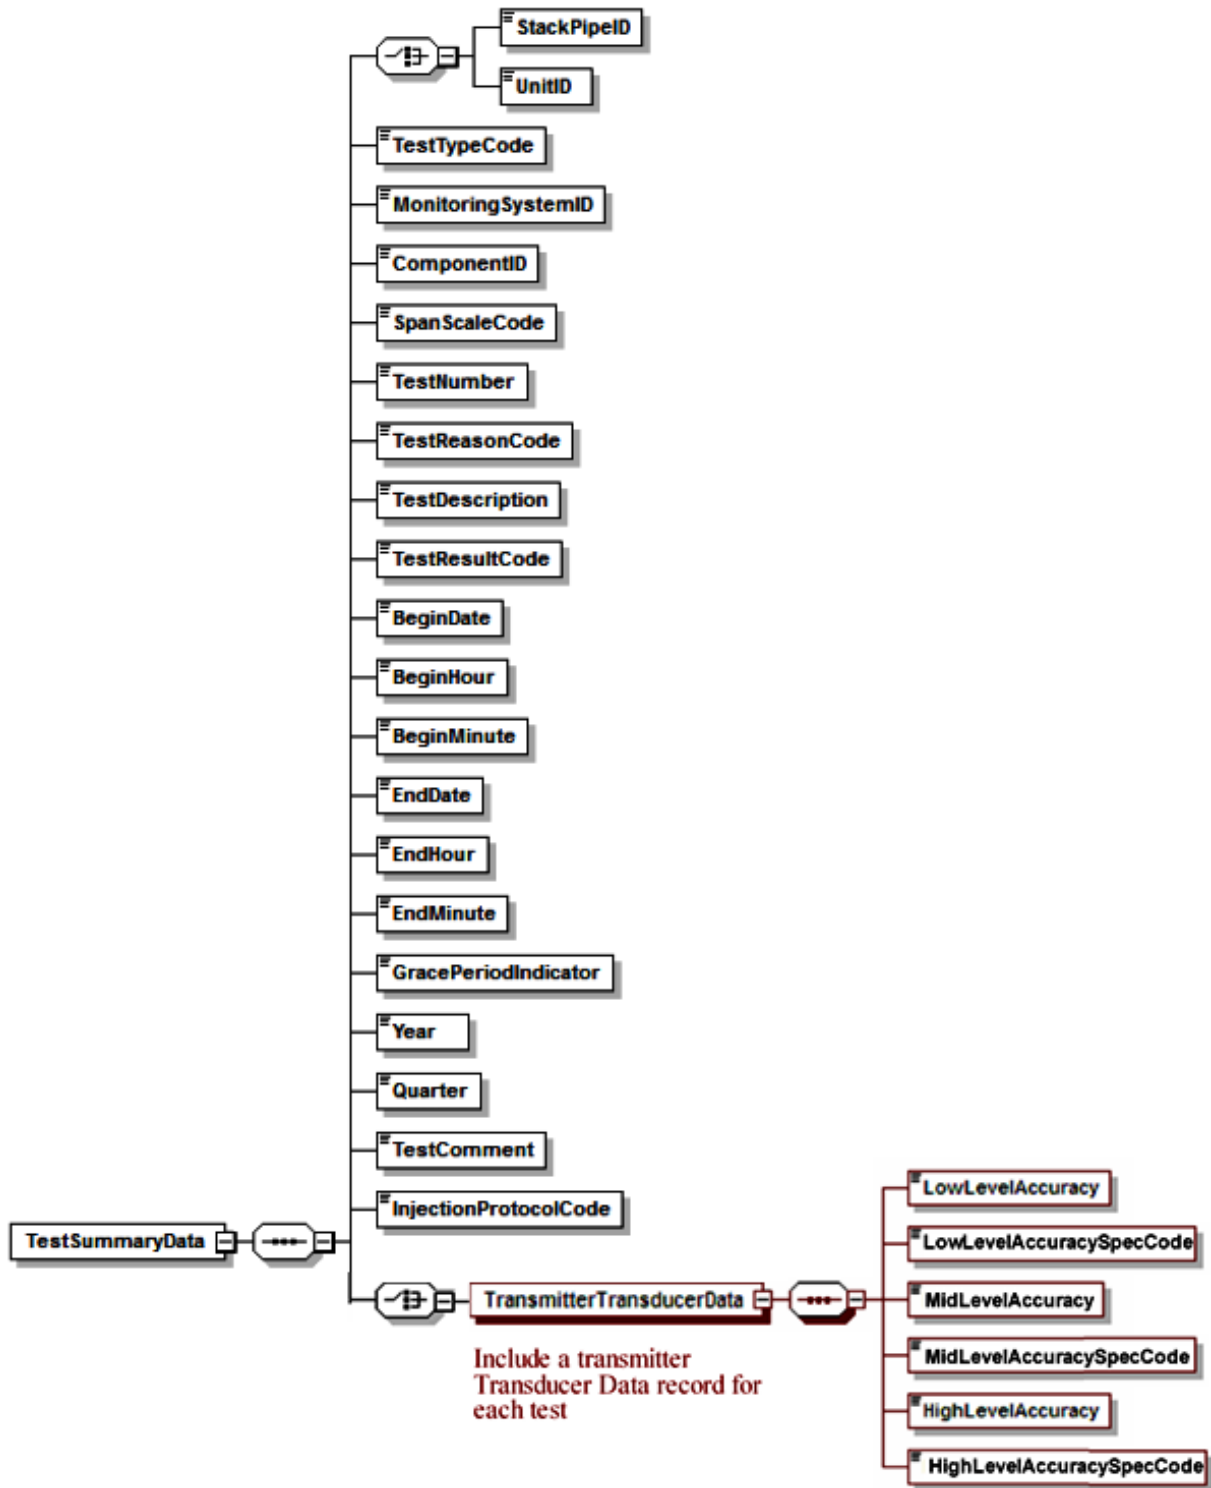 StackPipeID
UnitID
TestTypeCode
MonitoringSystemID
ComponentID
SpanScaleCode
TestNumber
TestReasonCode
TestDescription
TestResultCode
BeginDate
BeginHour
BeginMinute
EndDate
EndHour
EndMinute
GracePeriodIndicator
Year
Quarter
TestComment
InjectionProtocolCode
TestSummaryData
TransmitterTransducerData
Include a transmitter
Transducer Data record for
each test
LowLevelAccuracy
LowLevelAccuracySpecCode
MidLevelAccuracy
MidLevelAccuracySpecCode
HighLevelAccuracy
HighLevelAccuracySpecCode